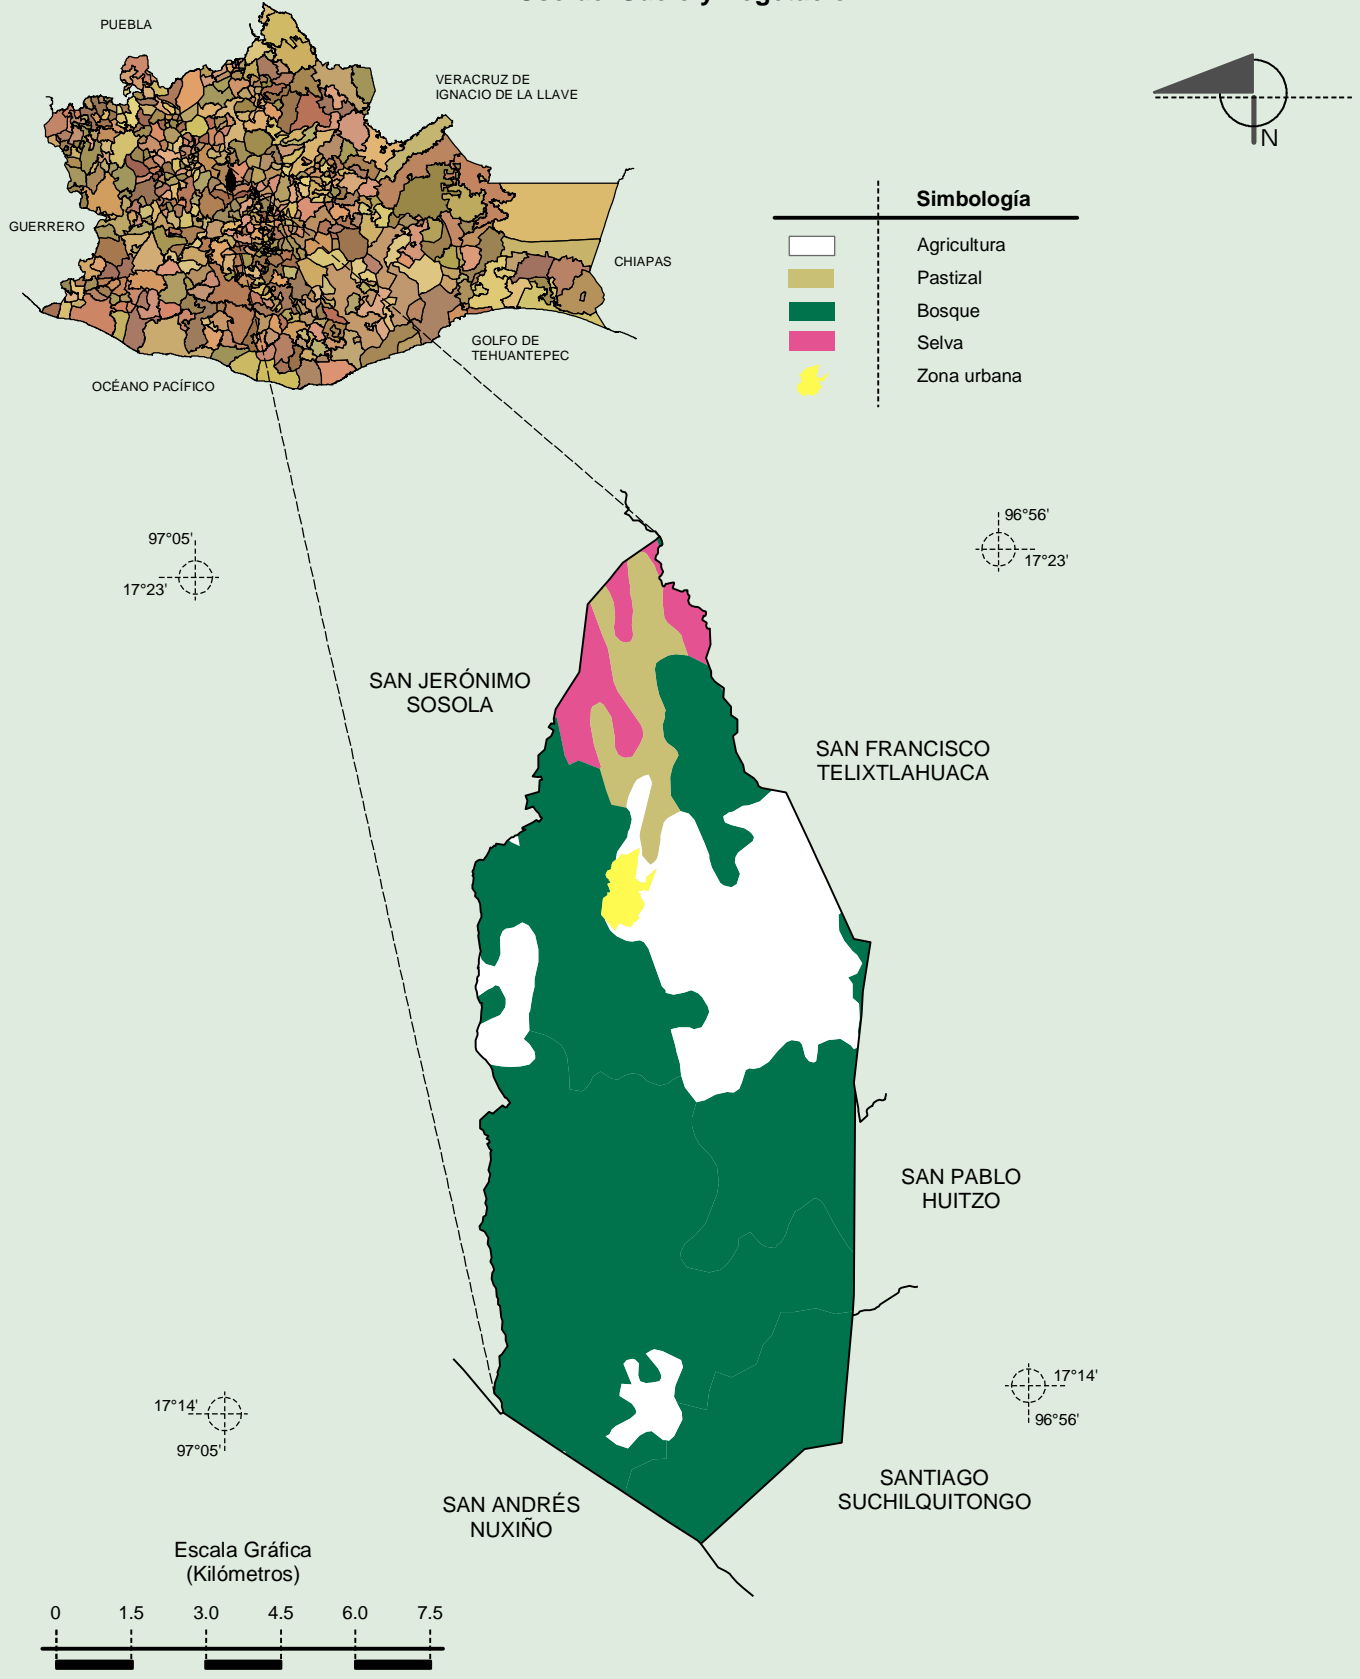 PUEBLA
VERACRUZ DE
IGNACIO DE LA LLAVE
GUERRERO
CHIAPAS
GOLFO DE
TEHUANTEPEC
OCÉANO PACÍFICO
N
Simbología
Agricultura
Pastizal
Bosque
Selva
Zona urbana
97°05'
17°23'
96°56'
17°23'
SAN JERÓNIMO
SOSOLA
SAN FRANCISCO
TELIXTLAHUACA
SAN PABLO
HUITZO
17°14'
97°05'
17°14'
96°56'
SANTIAGO
SUCHILQUITONGO
SAN ANDRÉS
NUXIÑO
Escala Gráfica
(Kilómetros)
0 1.5 3.0 4.5 6.0 7.5